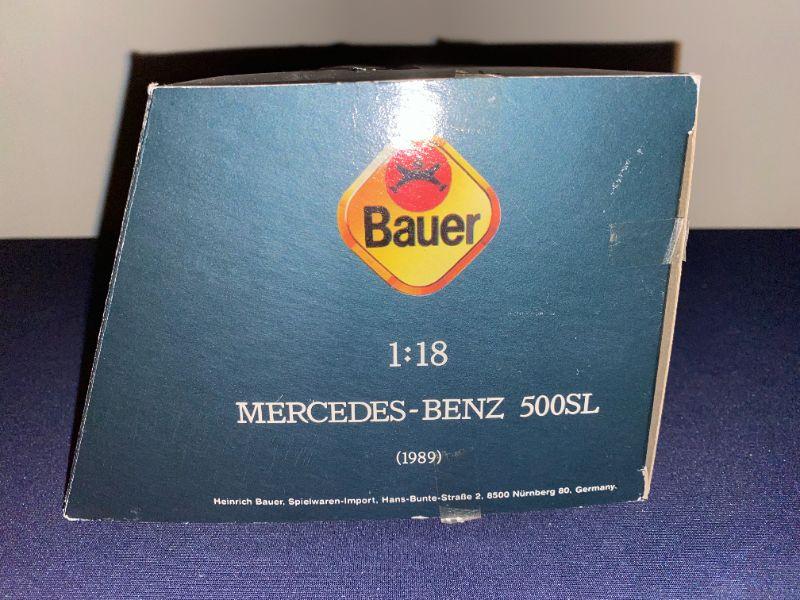 Bauer
1:18
MERCEDES-BENZ 500SL
(1989)
Heinrich Bauer, Spielwaren-Import, Hans-Bunte-Straße 2, 8500 Nürnberg 80, Germany.